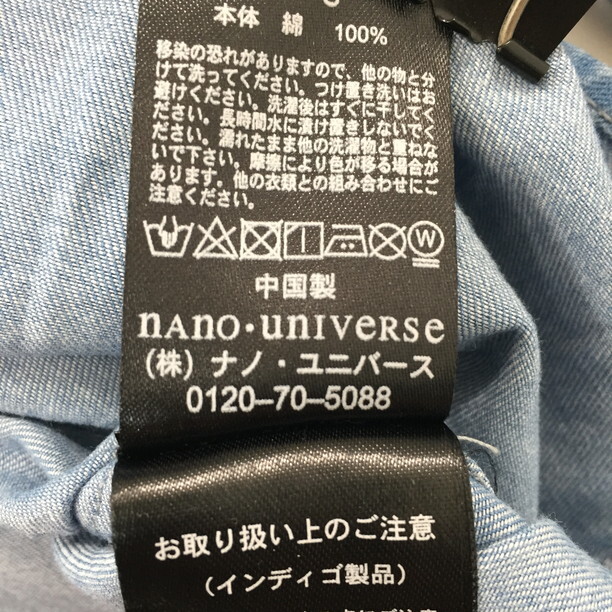 本体 綿 100%
移染の恐れがありますので、他の物と分
けて洗ってください。つけ置き洗いはお
避けください。洗濯後はすぐに干してく
ださい。長時間水に漬け置きしないでく
ださい。濡れたまま他の洗濯物と重ねな
いで下さい。摩擦により色が移る場合が
あります。他の衣類との組み合わせにご
注意ください。
W
中国製
nAno・unIVeRSe
(株) ナノ・ユニバース
0120–70–5088
お取り扱い上のご注意
(インディゴ製品)